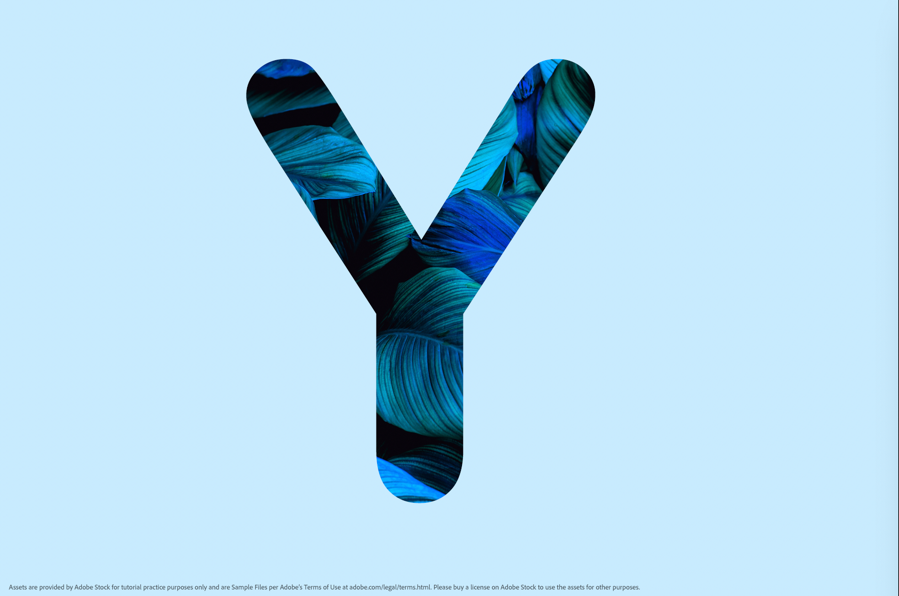 Y
Assets are provided by Adobe Stock for tutorial practice purposes only and are Sample Files per Adobe's Terms of Use at adobe.com/legal/terms.html. Please buy a license on Adobe Stock to use the assets for other purposes.